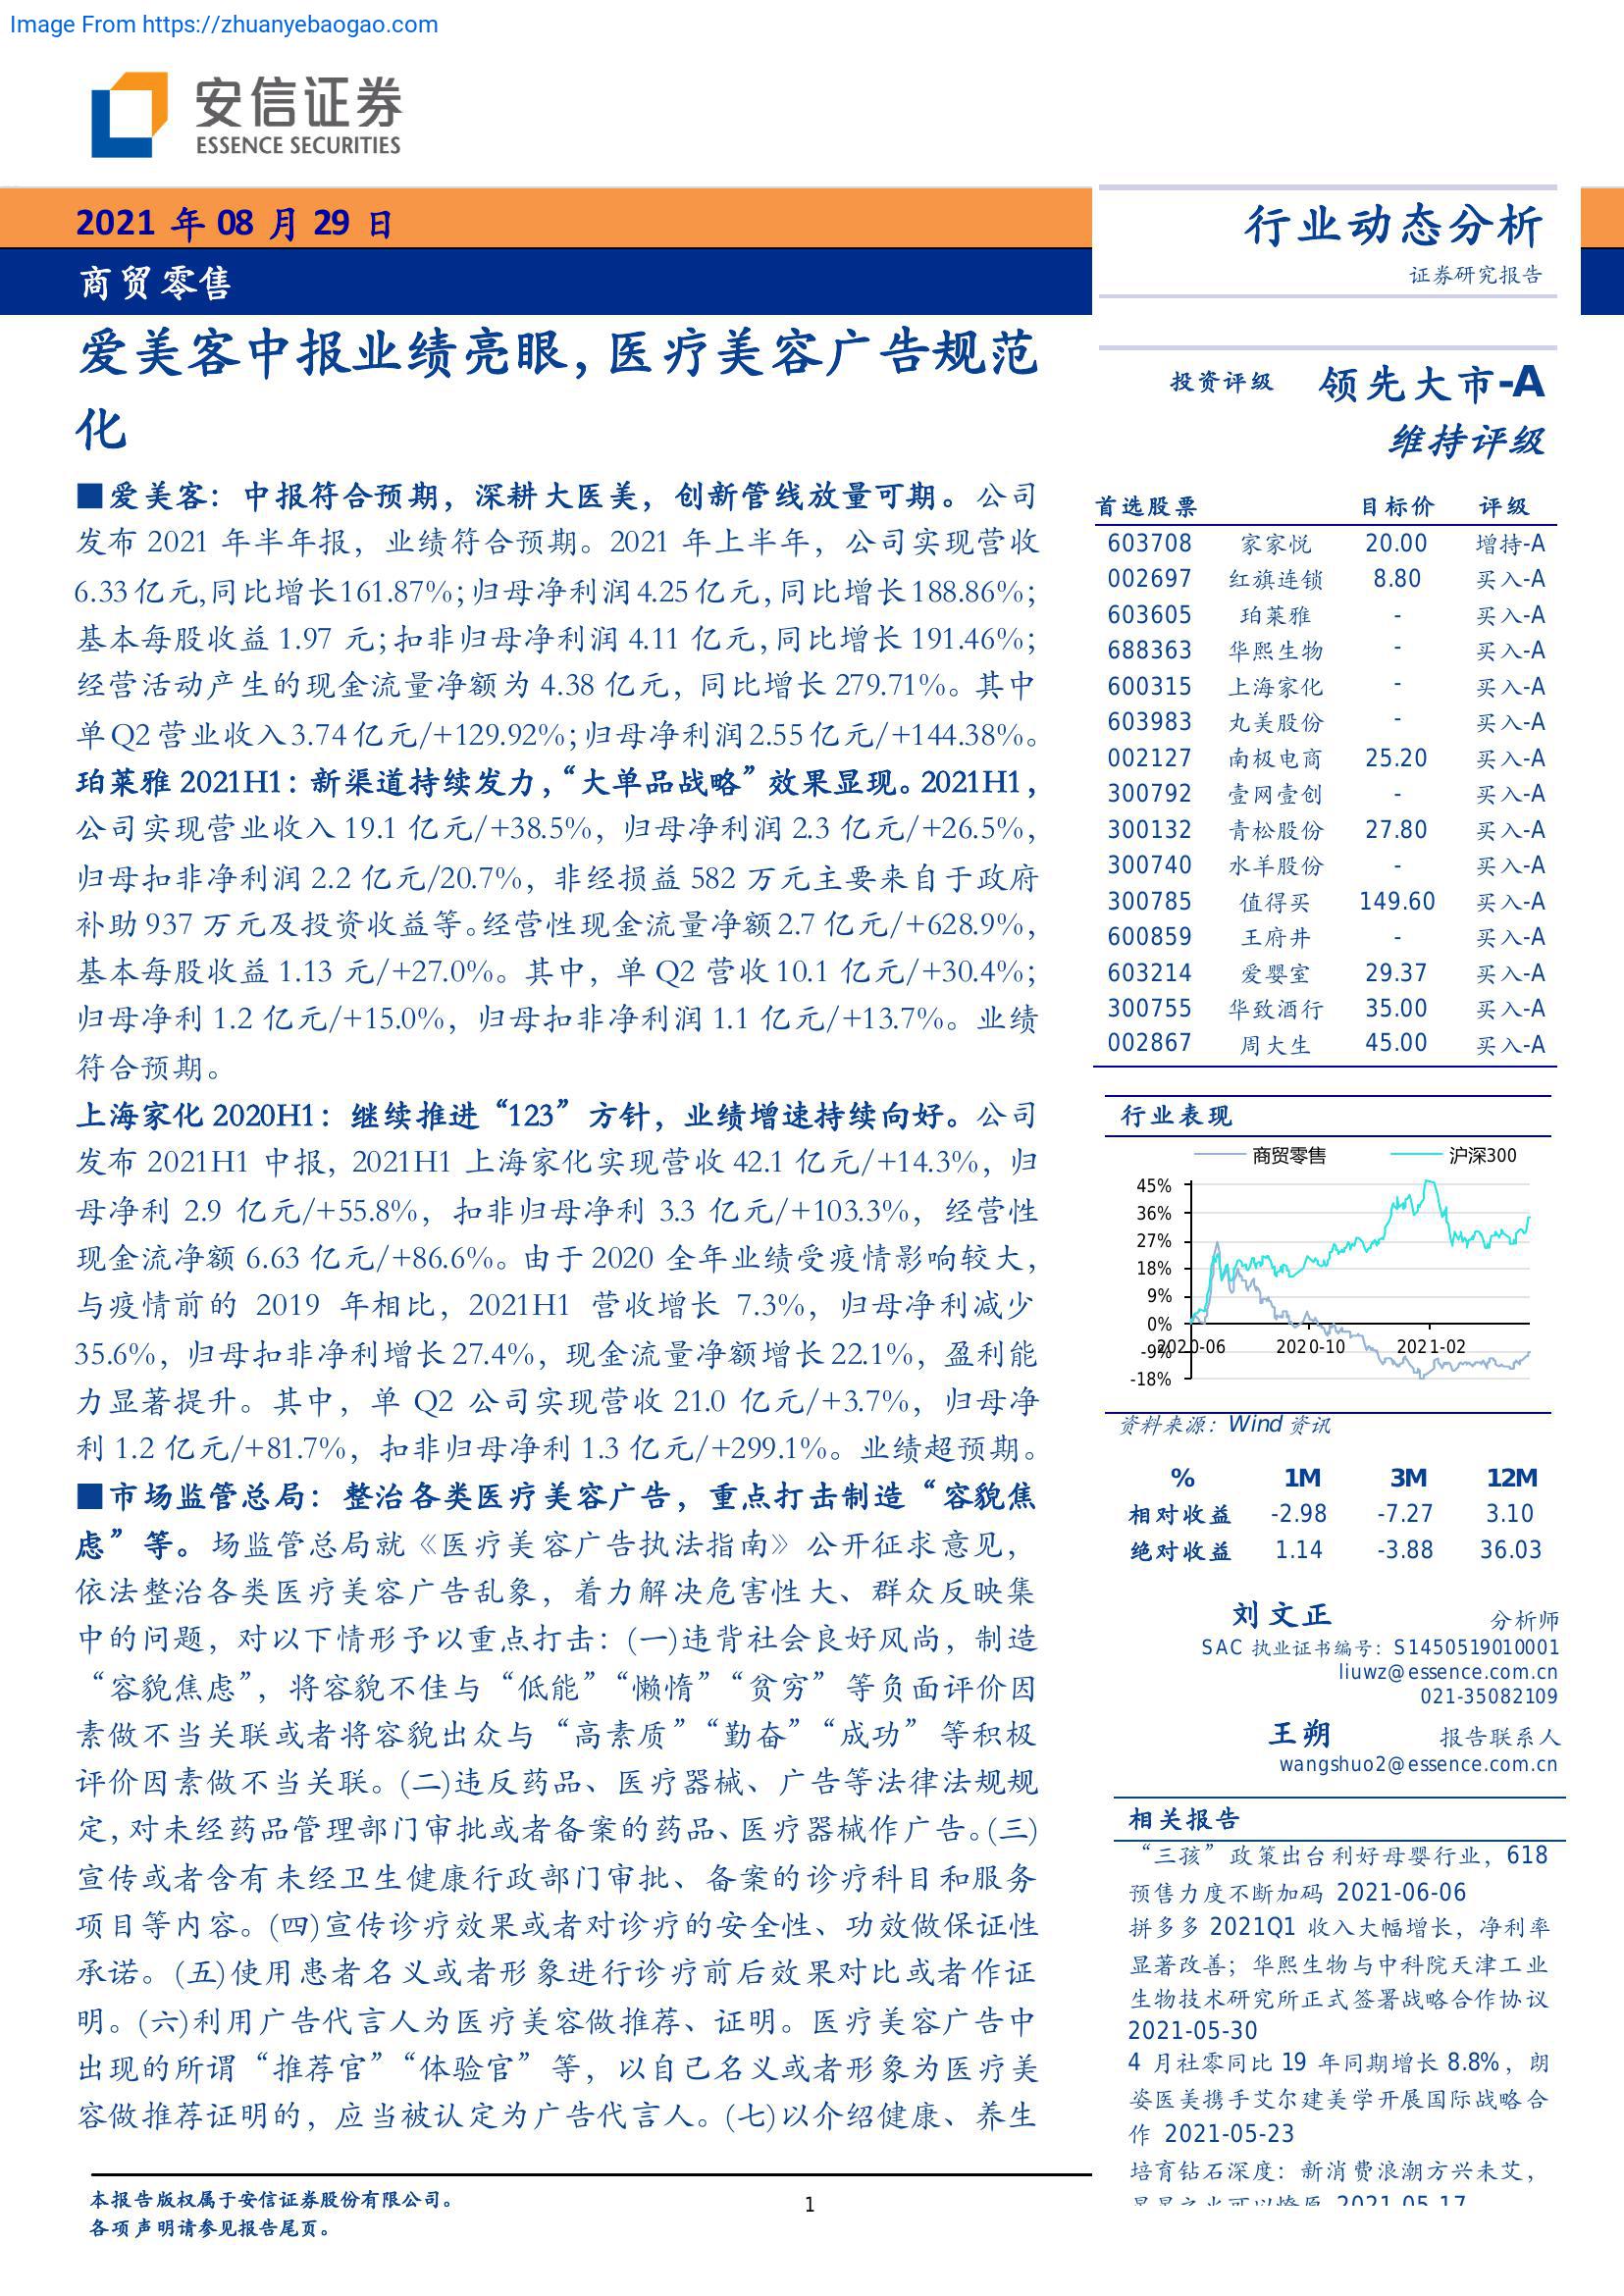 Image From https://zhuanyebaogao.com
安信证券
ESSENCE SECURITIES
2021 年 08 月 29 日
商贸零售
爱美客中报业绩亮眼，医疗美容广告规范
化
■爱美客：中报符合预期，深耕大医美，创新管线放量可期。公司
发布 2021 年半年报，业绩符合预期。2021 年上半年，公司实现营收
6.33 亿元,同比增长 161.87%；归母净利润 4.25 亿元，同比增长 188.86%；
基本每股收益 1.97 元；扣非归母净利润 4.11 亿元，同比增长 191.46%；
经营活动产生的现金流量净额为 4.38 亿元，同比增长 279.71%。其中
单 Q2 营业收入 3.74 亿元/+129.92%；归母净利润 2.55 亿元/+144.38%。
珀莱雅 2021H1：新渠道持续发力，“大单品战略”效果显现。2021H1，
公司实现营业收入 19.1 亿元/+38.5%，归母净利润 2.3 亿元/+26.5%，
归母扣非净利润 2.2 亿元/20.7%，非经损益 582 万元主要来自于政府
补助 937 万元及投资收益等。经营性现金流量净额 2.7 亿元/+628.9%，
基本每股收益 1.13 元/+27.0%。其中，单 Q2 营收 10.1 亿元/+30.4%；
归母净利 1.2 亿元/+15.0%，归母扣非净利润 1.1 亿元/+13.7%。业绩
符合预期。
上海家化 2020H1：继续推进“123”方针，业绩增速持续向好。公司
发布 2021H1 中报，2021H1 上海家化实现营收 42.1 亿元/+14.3%，归
母净利 2.9 亿元/+55.8%，扣非归母净利 3.3 亿元/+103.3%，经营性
现金流净额 6.63 亿元/+86.6%。由于 2020 全年业绩受疫情影响较大，
与疫情前的 2019 年相比，2021H1 营收增长 7.3%，归母净利减少
35.6%，归母扣非净利增长 27.4%，现金流量净额增长 22.1%，盈利能
力显著提升。其中，单 Q2 公司实现营收 21.0 亿元/+3.7%，归母净
利 1.2 亿元/+81.7%，扣非归母净利 1.3 亿元/+299.1%。业绩超预期。
■市场监管总局：整治各类医疗美容广告，重点打击制造“容貌焦
虑”等。场监管总局就《医疗美容广告执法指南》公开征求意见，
依法整治各类医疗美容广告乱象，着力解决危害性大、群众反映集
中的问题，对以下情形予以重点打击：(一)违背社会良好风尚，制造
“容貌焦虑”，将容貌不佳与“低能”“懒惰”“贫穷”等负面评价因
素做不当关联或者将容貌出众与“高素质”“勤奋”“成功”等积极
评价因素做不当关联。(二)违反药品、医疗器械、广告等法律法规规
定，对未经药品管理部门审批或者备案的药品、医疗器械作广告。(三)
宣传或者含有未经卫生健康行政部门审批、备案的诊疗科目和服务
项目等内容。(四)宣传诊疗效果或者对诊疗的安全性、功效做保证性
承诺。(五)使用患者名义或者形象进行诊疗前后效果对比或者作证
明。(六)利用广告代言人为医疗美容做推荐、证明。医疗美容广告中
出现的所谓“推荐官”“体验官”等，以自己名义或者形象为医疗美
容做推荐证明的，应当被认定为广告代言人。(七)以介绍健康、养生
行业动态分析
证券研究报告
投资评级 领先大市-A
维持评级
首选股票 目标价 评级
603708 家家悦 20.00 增持-A
002697 红旗连锁 8.80 买入-A
603605 珀莱雅 - 买入-A
688363 华熙生物 - 买入-A
600315 上海家化 - 买入-A
603983 丸美股份 - 买入-A
002127 南极电商 25.20 买入-A
300792 壹网壹创 - 买入-A
300132 青松股份 27.80 买入-A
300740 水羊股份 - 买入-A
300785 值得买 149.60 买入-A
600859 王府井 - 买入-A
603214 爱婴室 29.37 买入-A
300755 华致酒行 35.00 买入-A
002867 周大生 45.00 买入-A
行业表现
商贸零售 沪深300
45%
36%
27%
18%
9%
0%
-9%
-18%
2020-06 2020-10 2021-02
资料来源：Wind 资讯
% 1M 3M 12M
相对收益 -2.98 -7.27 3.10
绝对收益 1.14 -3.88 36.03
刘文正 分析师
SAC 执业证书编号：S1450519010001
liuwz@essence.com.cn
021-35082109
王朔 报告联系人
wangshuo2@essence.com.cn
相关报告
“三孩”政策出台利好母婴行业，618
预售力度不断加码 2021-06-06
拼多多 2021Q1 收入大幅增长，净利率
显著改善；华熙生物与中科院天津工业
生物技术研究所正式签署战略合作协议
2021-05-30
4 月社零同比 19 年同期增长 8.8%，朗
姿医美携手艾尔建美学开展国际战略合
作 2021-05-23
培育钻石深度：新消费浪潮方兴未艾，
2021-05-17
本报告版权属于安信证券股份有限公司。
各项声明请参见报告尾页。
1